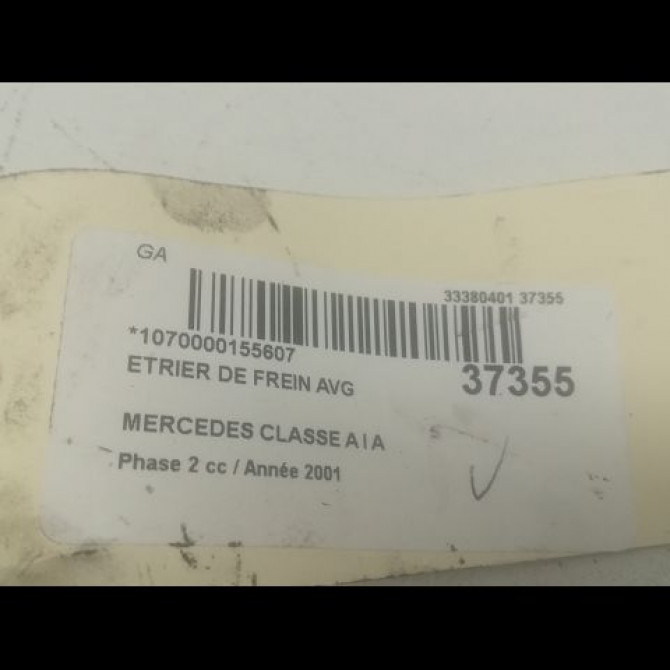 GA
33380401 37355
*1070000155607
ETRIER DE FREIN AVG
37355
MERCEDES CLASSE A I A
Phase 2 cc / Année 2001